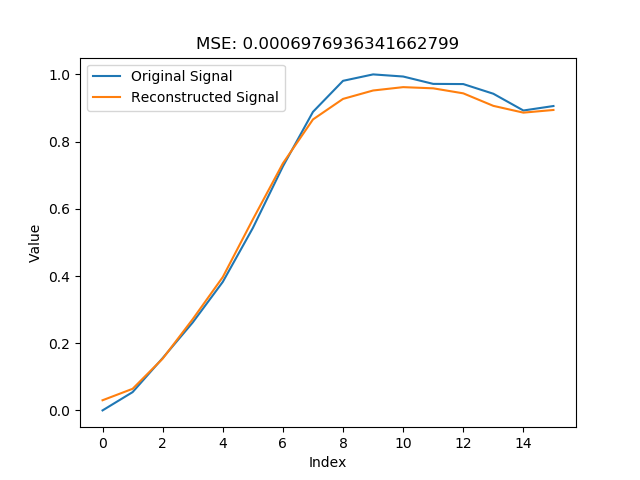 MSE: 0.0006976936341662799
Original Signal
Reconstructed Signal
1.0
0.8
0.6
0.4
0.2
0.0
Value
0 2 4 6 8 10 12 14
Index